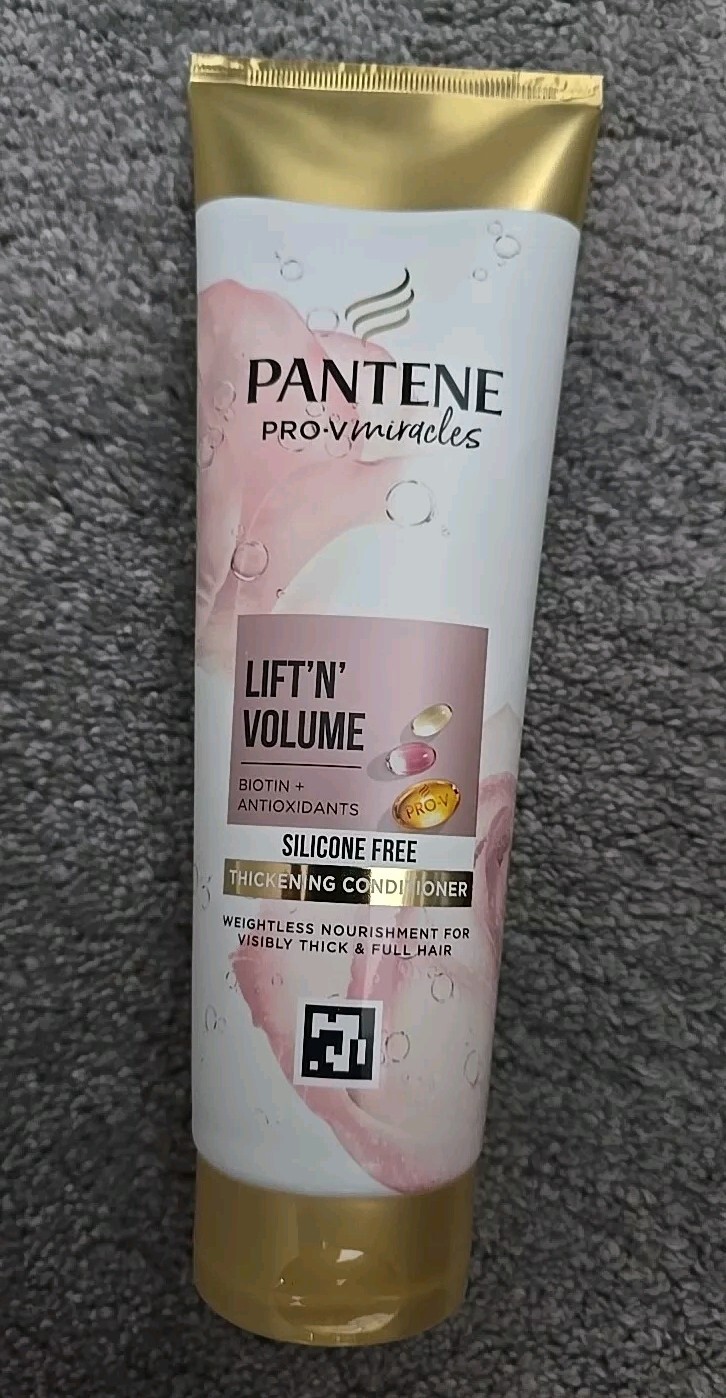 PANTENE
PRO-V miracles
LIFT'N'
VOLUME
BIOTIN +
ANTIOXIDANTS
PRO-V
SILICONE FREE
THICKENING CONDITIONER
WEIGHTLESS NOURISHMENT FOR
VISIBLY THICK & FULL HAIR